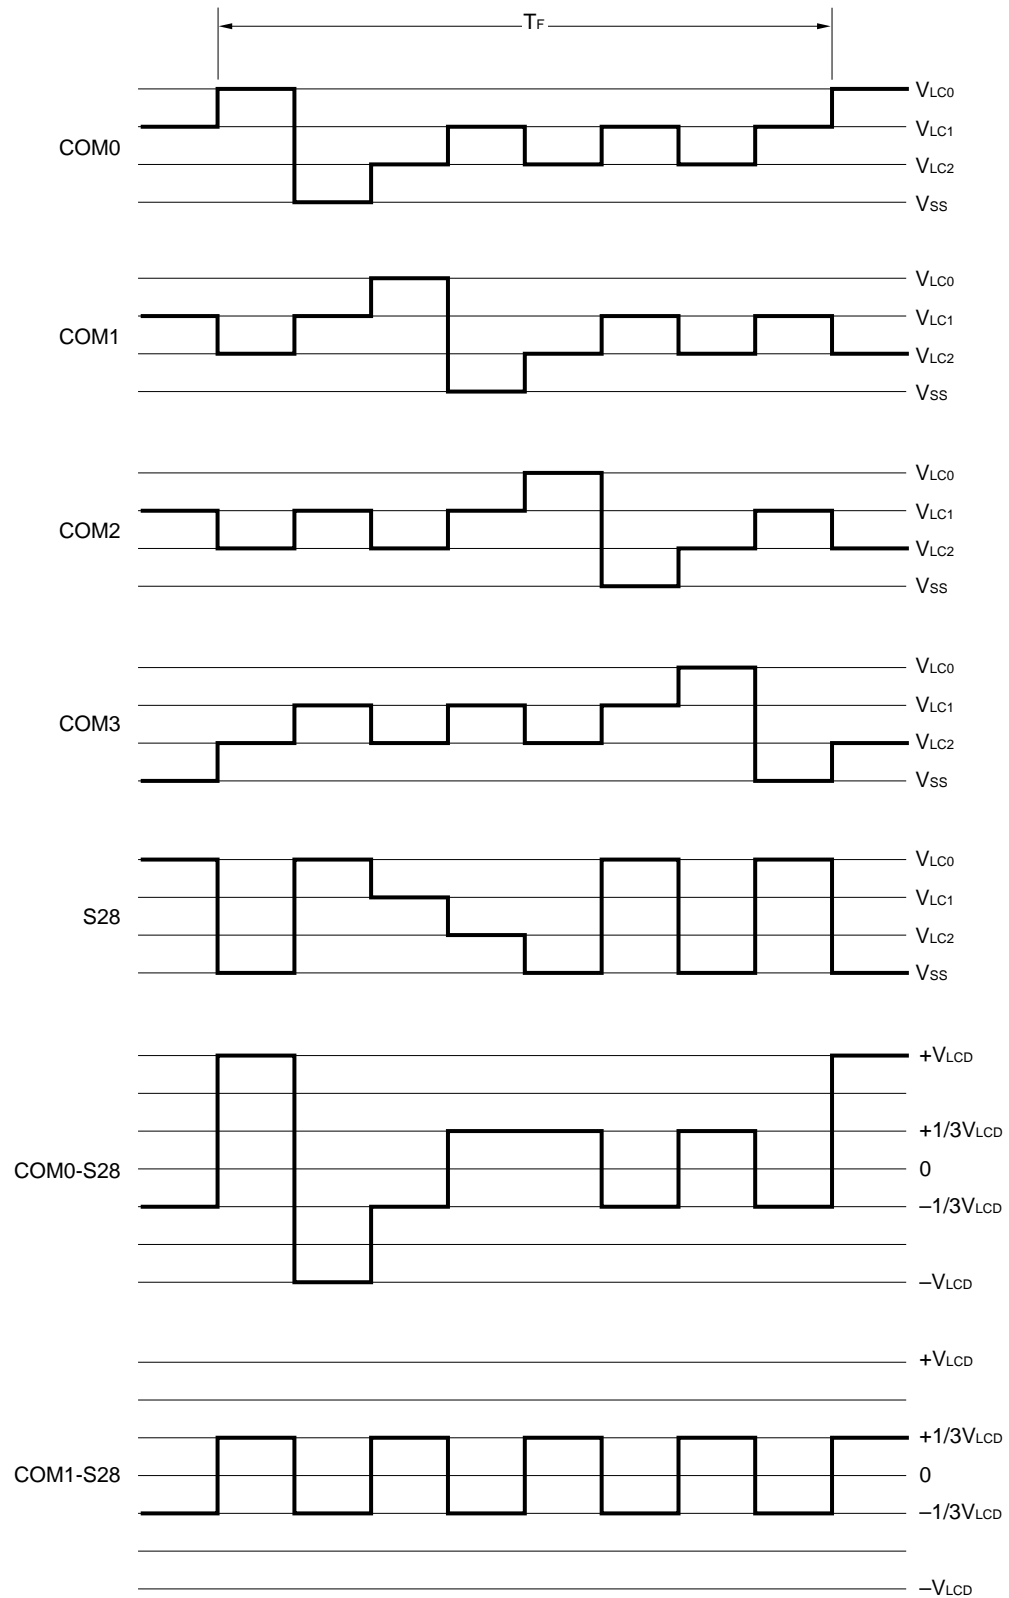 TF
VLC0
COM0
VLC1
VLC2
VSS
VLC0
COM1
VLC1
VLC2
VSS
VLC0
COM2
VLC1
VLC2
VSS
VLC0
COM3
VLC1
VLC2
VSS
VLC0
S28
VLC1
VLC2
VSS
+VLCD
+1/3VLCD
COM0-S28
0
–1/3VLCD
–VLCD
+VLCD
+1/3VLCD
COM1-S28
0
–1/3VLCD
–VLCD